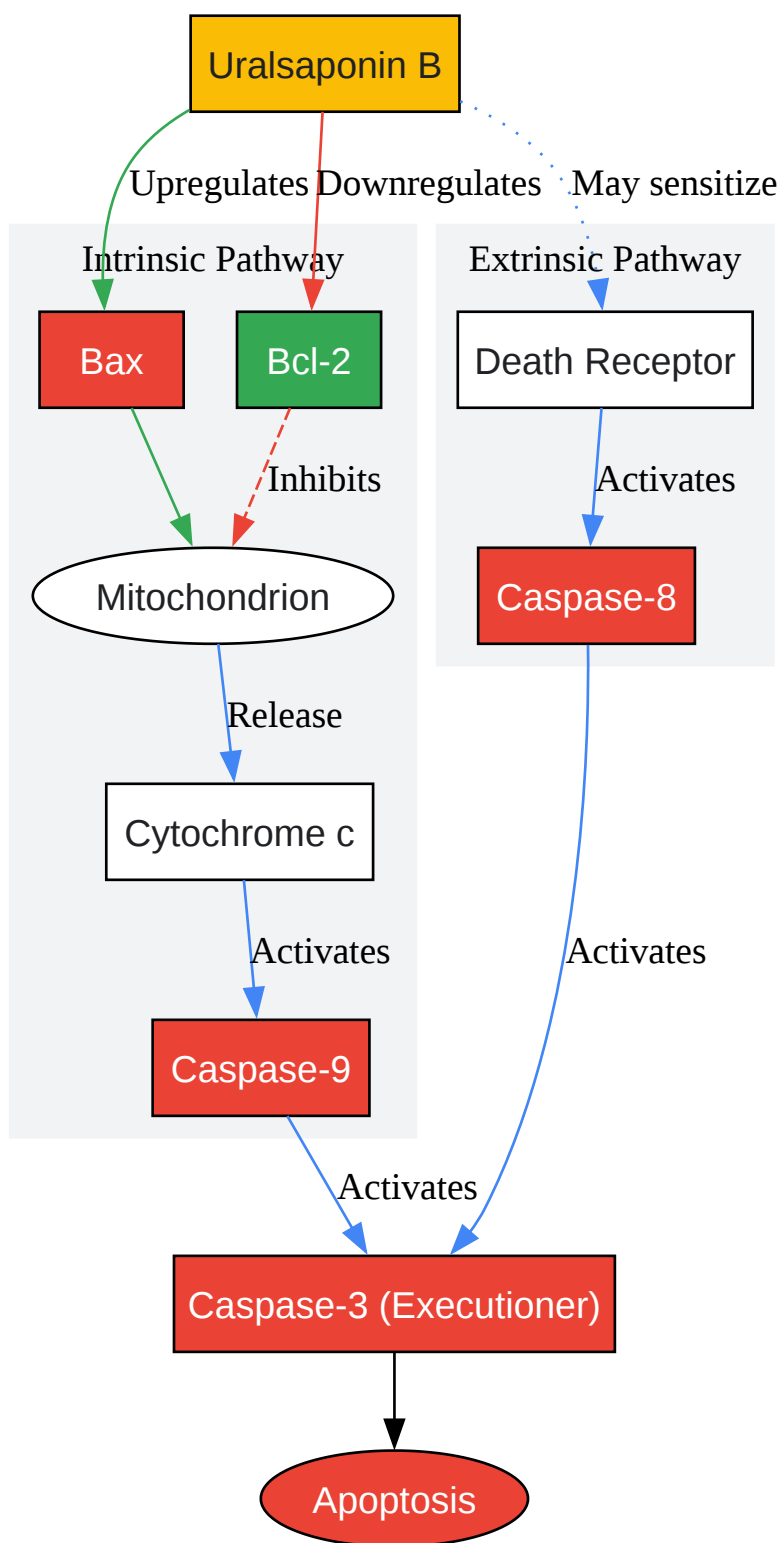 Uralsaponin B
Upregulates
Downregulates
May sensitize
Intrinsic Pathway
Extrinsic Pathway
Bax
Bcl-2
Death Receptor
Inhibits
Activates
Mitochondrion
Caspase-8
Release
Cytochrome c
Activates
Activates
Caspase-9
Activates
Caspase-3 (Executioner)
Apoptosis